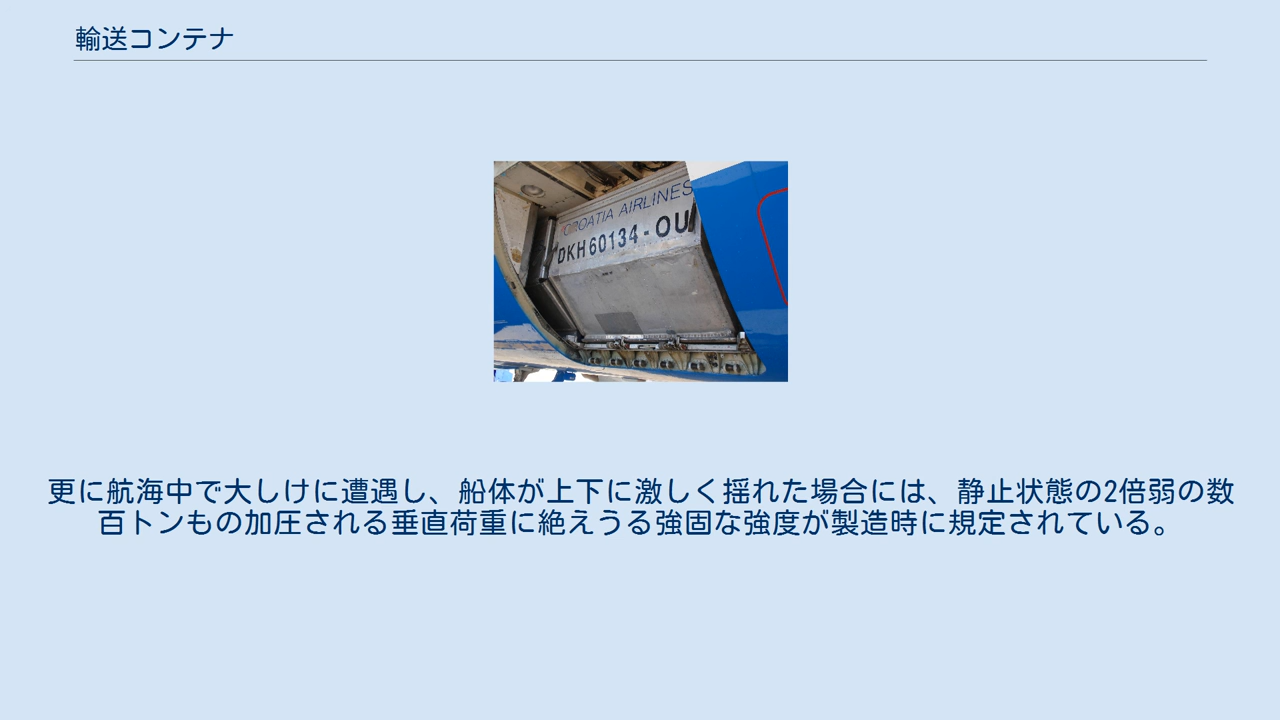 輸送コンテナ
CROATIA AIRLINES
DKH60134-OU
更に航海中で大しけに遭遇し、船体が上下に激しく揺れた場合には、静止状態の2倍弱の数
百トンもの加圧される垂直荷重に絶えうる強固な強度が製造時に規定されている。